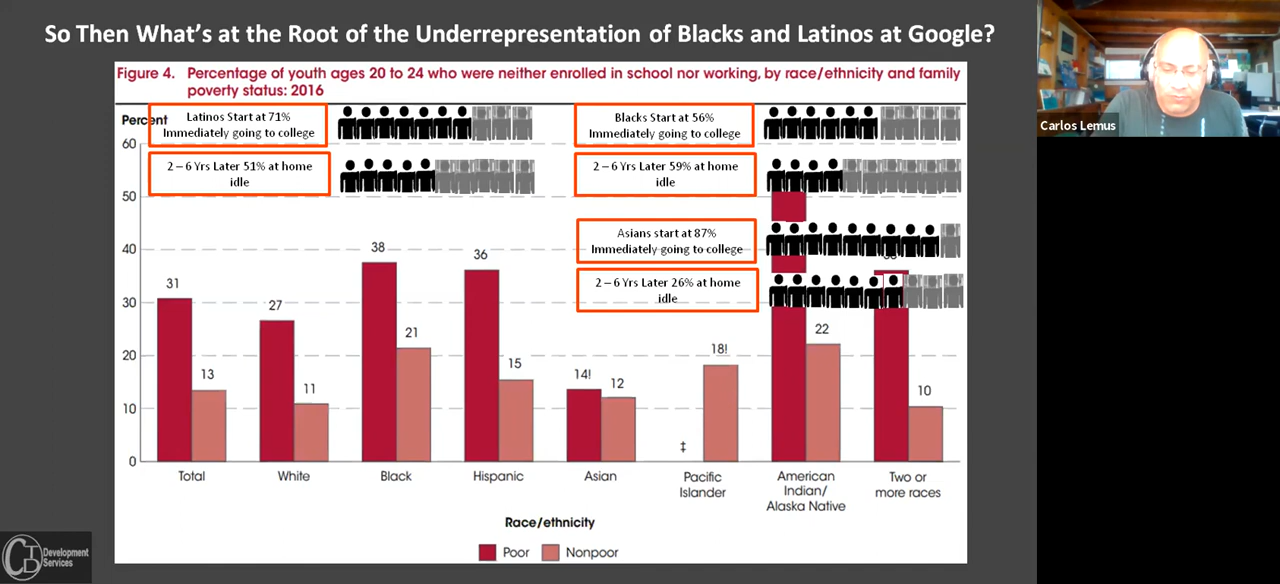 So Then What's at the Root of the Underrepresentation of Blacks and Latinos at Google?
Figure 4. Percentage of youth ages 20 to 24 who were neither enrolled in school nor working, by race/ethnicity and family
poverty status: 2016
Percent
Latinos Start at 71%
Immediately going to college
Blacks Start at 56%
Immediately going to college
2 – 6 Yrs Later 51% at home
idle
2 – 6 Yrs Later 59% at home
idle
Asians start at 87%
Immediately going to college
2 – 6 Yrs Later 26% at home
idle
60
50
40
30
20
10
0
31
13
27
11
38
21
36
15
14!
12
‡
18!
22
10
Total
White
Black
Hispanic
Asian
Pacific
Islander
American
Indian/
Alaska Native
Two or
more races
Race/ethnicity
Poor
Nonpoor
Development
Services
Carlos Lemus